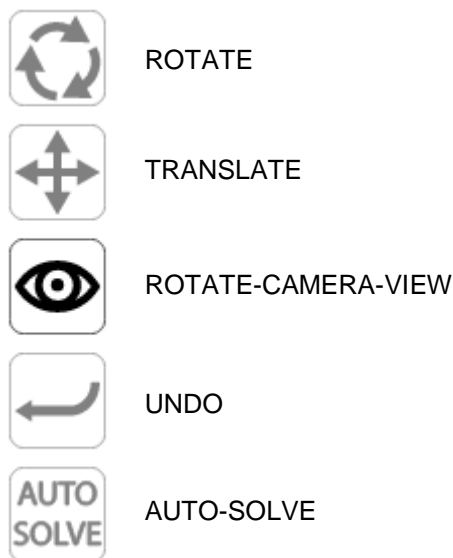 ROTATE
TRANSLATE
ROTATE-CAMERA-VIEW
UNDO
AUTO
SOLVE
AUTO-SOLVE